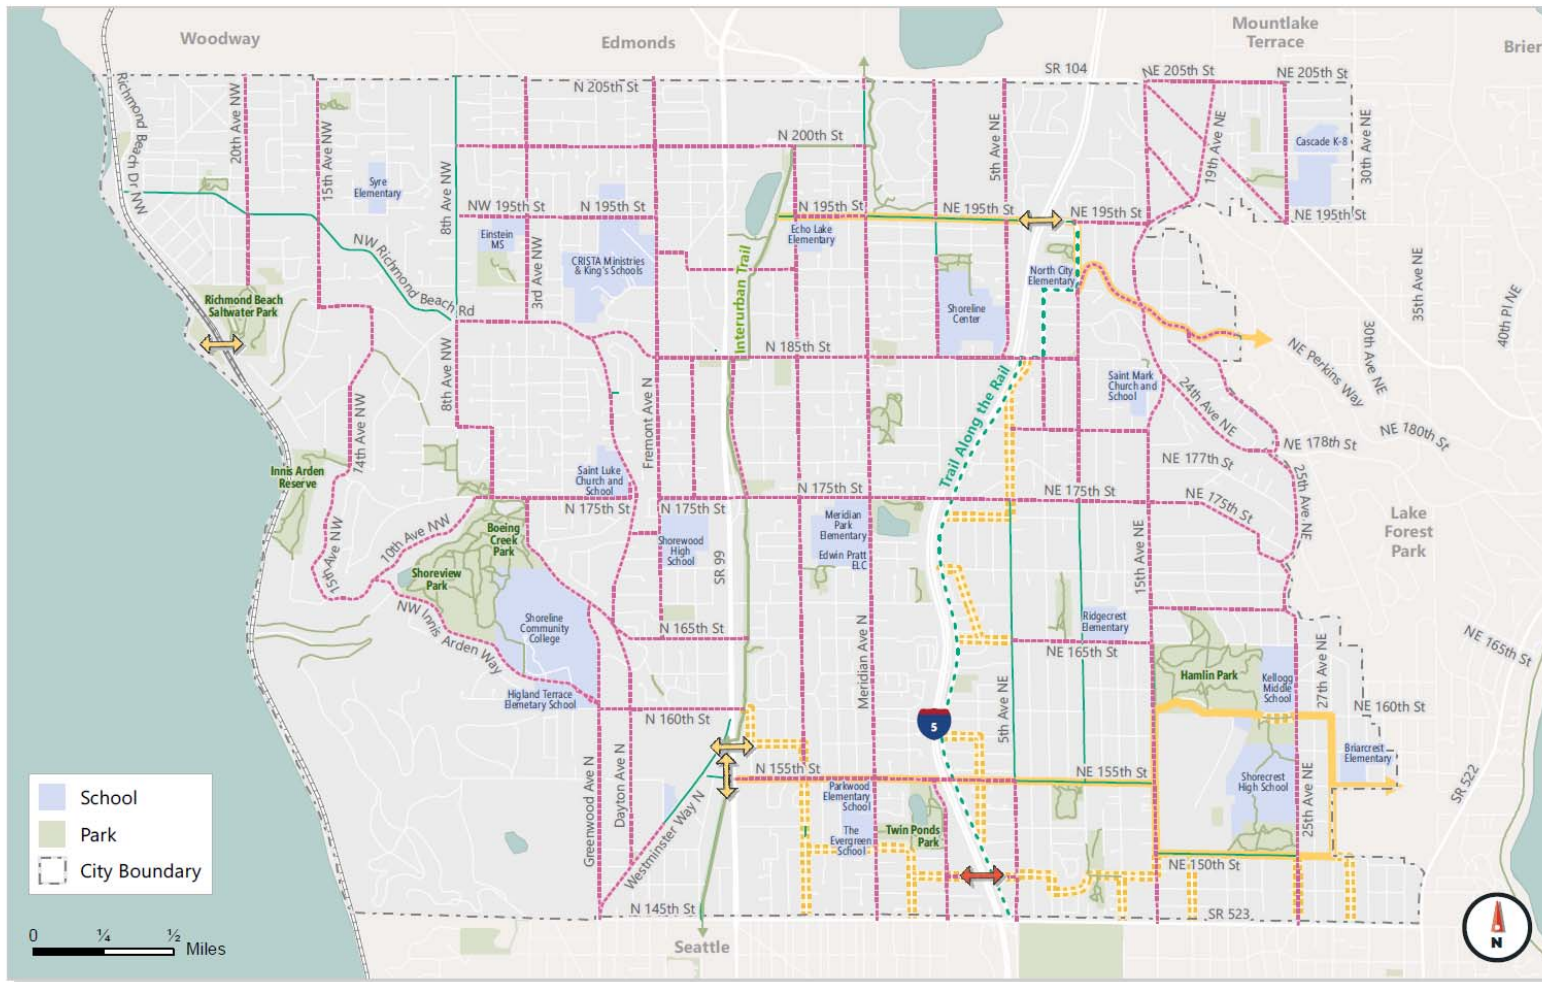 Woodway
Edmonds
Mountlake
Terrace
Brier
SR 104
NE 205th St
NE 205th St
N 205th St
Richmond Beach Dr NW
20th Ave NW
15th Ave NW
8th Ave NW
N 200th St
5th Ave NE
19th Ave NE
Cascade K-8
30th Ave NE
Syre
Elementary
NW 195th St
N 195th St
N 195th St
NE 195th St
NE 195th St
NE 195th St
Einstein
MS
3rd Ave NW
Echo Lake
Elementary
NW Richmond Beach Rd
CRISTA Ministries
& King's Schools
Interurban Trail
North City
Elementary
35th Ave NE
40th Pl NE
Richmond Beach
Saltwater Park
Shoreline
Center
30th Ave NE
N 185th St
NE Perkins Way
8th Ave NW
Fremont Ave N
Trail Along the Rail
Saint Mark
Church and
School
24th Ave NE
14th Ave NW
NE 180th St
NE 178th St
NE 177th St
Innis Arden
Reserve
Saint Luke
Church and
School
25th Ave NE
N 175th St
NE 175th St
NE 175th St
N 175th St
N 175th St
10th Ave NW
15th Ave NW
Boeing
Creek
Park
Shorewood
High
School
SR 99
Meridian
Park
Elementary
Edwin Pratt
ELC
15th Ave NE
Lake
Forest
Park
Shoreview
Park
NW Innis Arden Way
Shoreline
Community
College
N 165th St
Meridian Ave N
Ridgecrest
Elementary
NE 165th St
NE 165th St
Hamlin Park
Kellogg
Middle
School
27th Ave NE
Higland Terrace
Elemetary School
N 160th St
5
5th Ave NE
NE 160th St
Briarcrest
Elementary
Greenwood Ave N
Dayton Ave N
N 155th St
NE 155th St
Shorecrest
High School
SR 522
Parkwood
Elementary
School
Westminster Way N
The
Evergreen
School
Twin Ponds
Park
25th Ave NE
NE 150th St
N 145th St
SR 523
Seattle
School
Park
City Boundary
0 ¼ ½ Miles
N